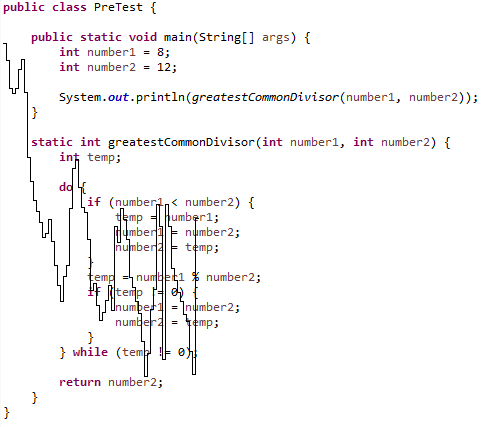 public class PreTest {
public static void main(String[] args) {
int number1 = 8;
int number2 = 12;
System.out.println(greatestCommonDivisor(number1, number2));
}
static int greatestCommonDivisor(int number1, int number2) {
int temp;
do {
if (number1 < number2) {
temp = number1;
number1 = number2;
number2 = temp;
}
temp = number1 % number2;
if (temp != 0) {
number1 = number2;
number2 = temp;
}
} while (temp != 0);
return number2;
}
}